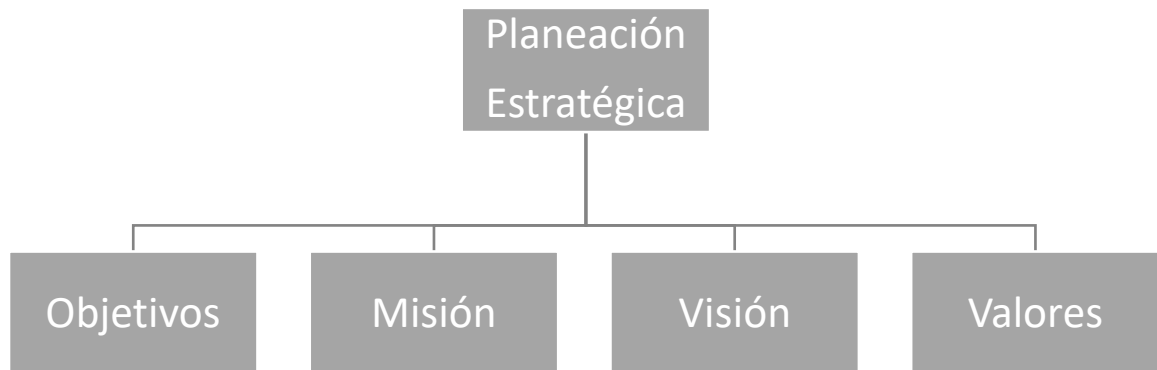 Planeación
Estratégica
Objetivos
Misión
Visión
Valores